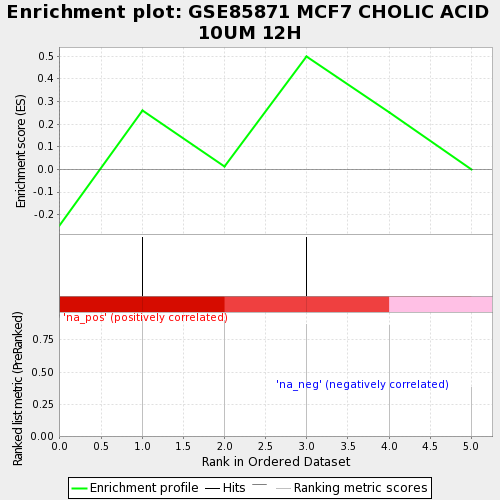 Enrichment plot: GSE85871 MCF7 CHOLIC ACID
10UM 12H
Enrichment score (ES)
0.5
0.4
0.3
0.2
0.1
0.0
-0.1
-0.2
'na_pos' (positively correlated)
'na_neg' (negatively correlated)
Ranked list metric (PreRanked)
0.75
0.50
0.25
0.00
0.0 0.5 1.0 1.5 2.0 2.5 3.0 3.5 4.0 4.5 5.0
Rank in Ordered Dataset
Enrichment profile Hits Ranking metric scores